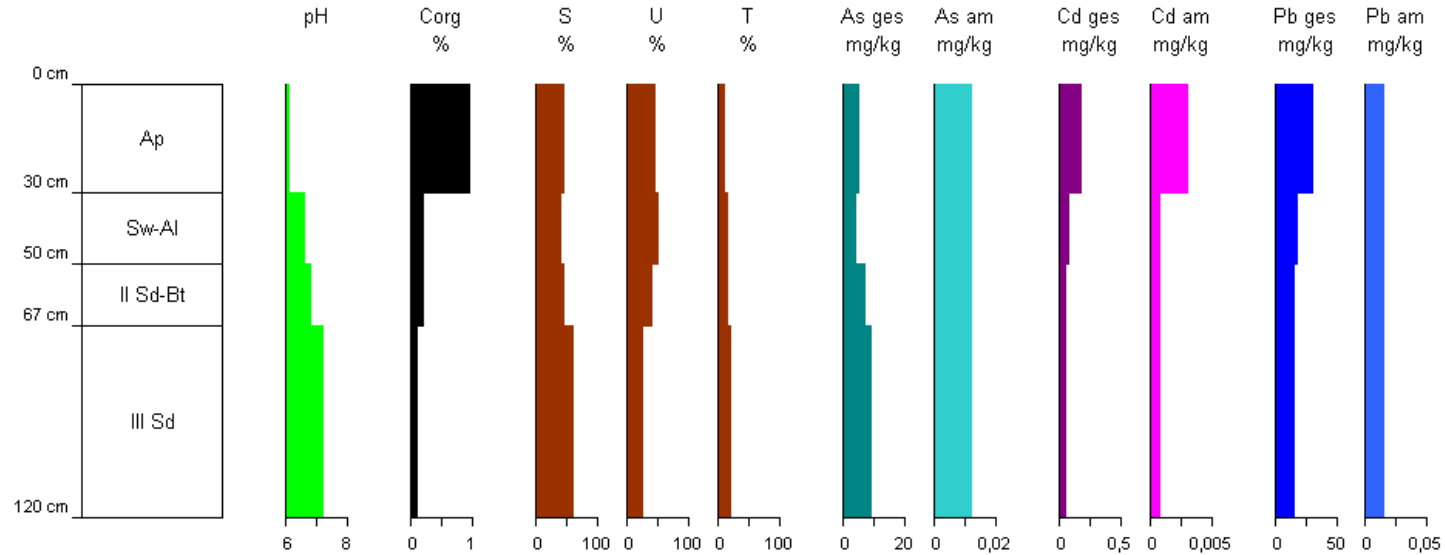 pH Corg S U T As ges As am Cd ges Cd am Pb ges Pb am
% % % % mg/kg mg/kg mg/kg mg/kg mg/kg mg/kg
0 cm
Ap
30 cm
Sw-Al
50 cm
II Sd-Bt
67 cm
III Sd
120 cm
6 8 0 1 0 100 0 100 0 100 0 20 0 0,02 0 0,5 0 0,005 0 50 0 0,05